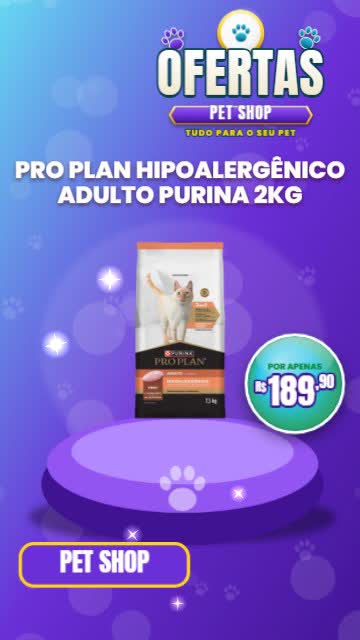 OFERTAS
PET SHOP
TUDO PARA O SEU PET
PRO PLAN HIPOALERGÊNICO
ADULTO PURINA 2KG
PURINA
PRO PLAN
POR APENAS
R$ 189,90
PET SHOP